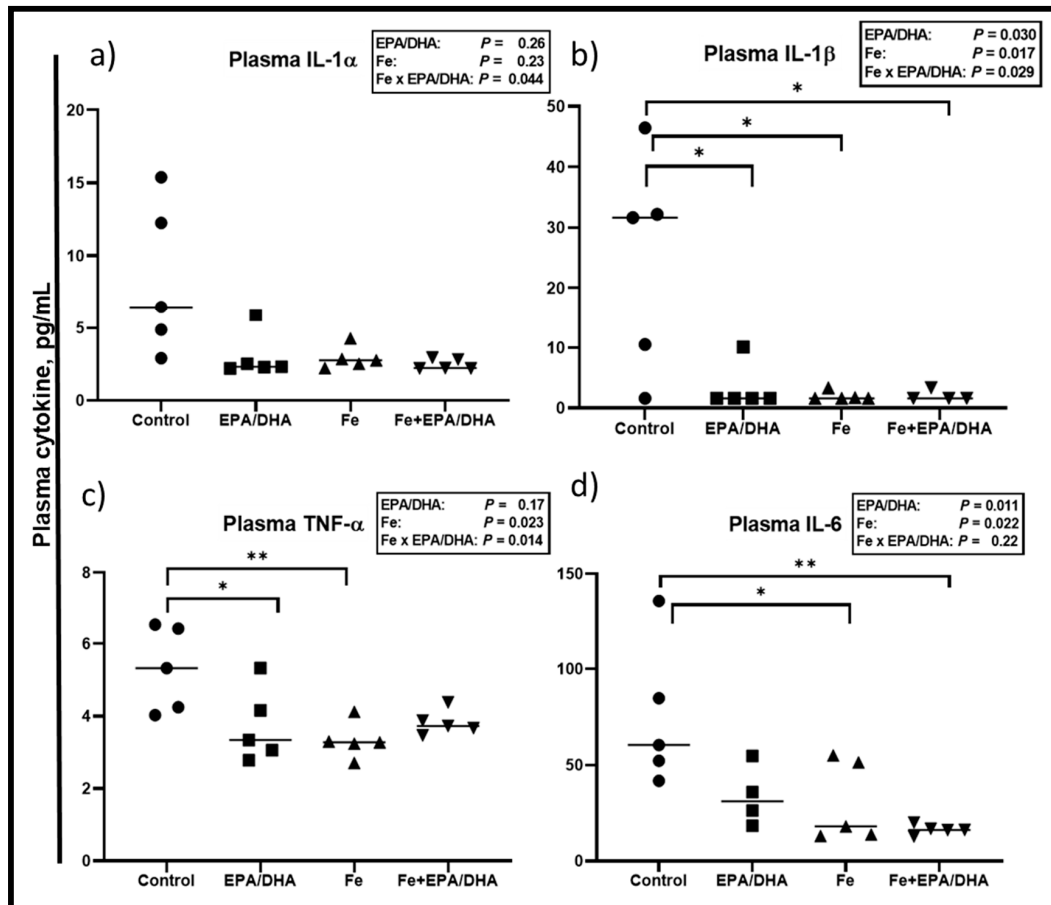 Plasma cytokine, pg/mL
a)
Plasma IL-1α
EPA/DHA: P = 0.26
Fe: P = 0.23
Fe x EPA/DHA: P = 0.044
20
15
10
5
0
Control EPA/DHA Fe Fe+EPA/DHA
b)
Plasma IL-1β
EPA/DHA: P = 0.030
Fe: P = 0.017
Fe x EPA/DHA: P = 0.029
*
*
*
50
40
30
20
10
0
Control EPA/DHA Fe Fe+EPA/DHA
c)
Plasma TNF-α
EPA/DHA: P = 0.17
Fe: P = 0.023
Fe x EPA/DHA: P = 0.014
**
*
8
6
4
2
0
Control EPA/DHA Fe Fe+EPA/DHA
d)
Plasma IL-6
EPA/DHA: P = 0.011
Fe: P = 0.022
Fe x EPA/DHA: P = 0.22
**
*
150
100
50
0
Control EPA/DHA Fe Fe+EPA/DHA